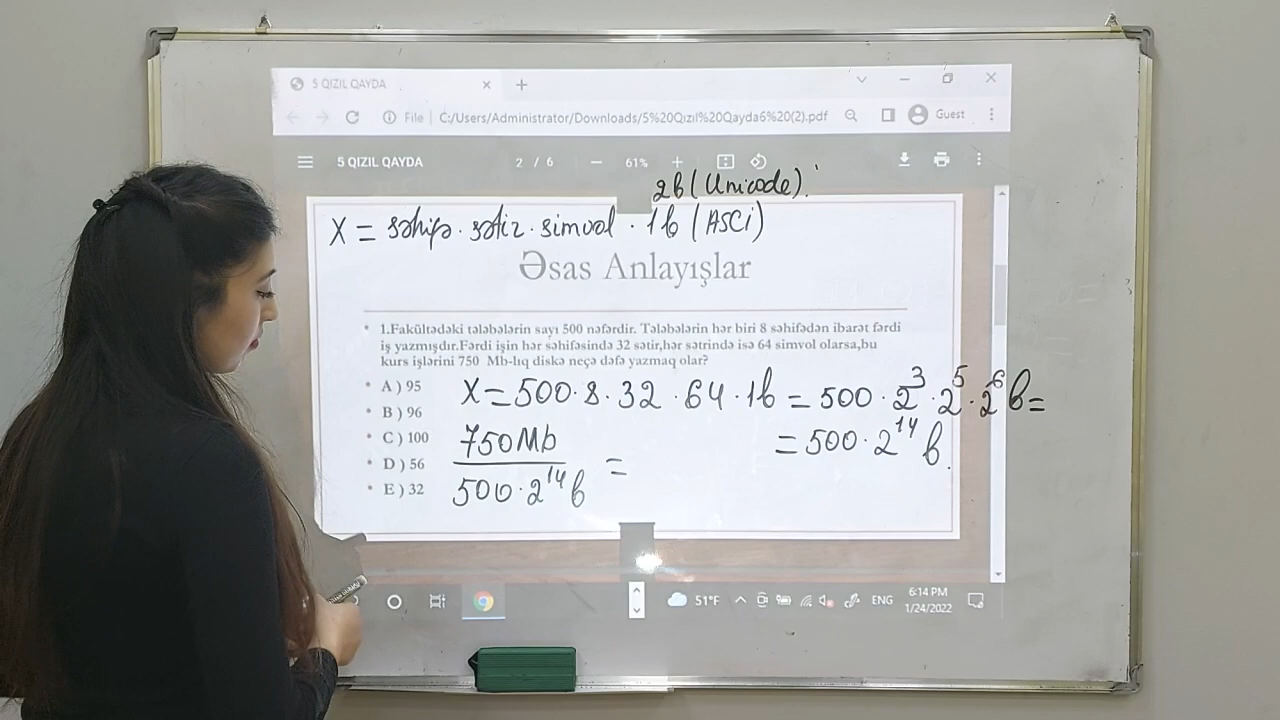 5 QIZIL QAYDA
File | C:/Users/Administrator/Downloads/5%20Qızıl%20Qayda6%20(2).pdf
Guest
5 QIZIL QAYDA 2 / 6 61%
2b (Unicode).
X = səhifə · sətir · simvol · 1b (ASCi)
Əsas Anlayışlar
• 1.Fakültədəki tələbələrin sayı 500 nəfərdir. Tələbələrin hər biri 8 səhifədən ibarət fərdi
iş yazmışdır.Fərdi işin hər səhifəsində 32 sətir,hər sətrində isə 64 simvol olarsa,bu
kurs işlərini 750 Mb-lıq diskə neçə dəfə yazmaq olar?
• A ) 95
• B ) 96
• C ) 100
• D ) 56
• E ) 32
X = 500 · 8 · 32 · 64 · 1b = 500 · 2³ · 2⁵ · 2⁶ b =
= 500 · 2¹⁴ b.
750Mb
500 · 2¹⁴ b =
51°F
ENG
6:14 PM
1/24/2022